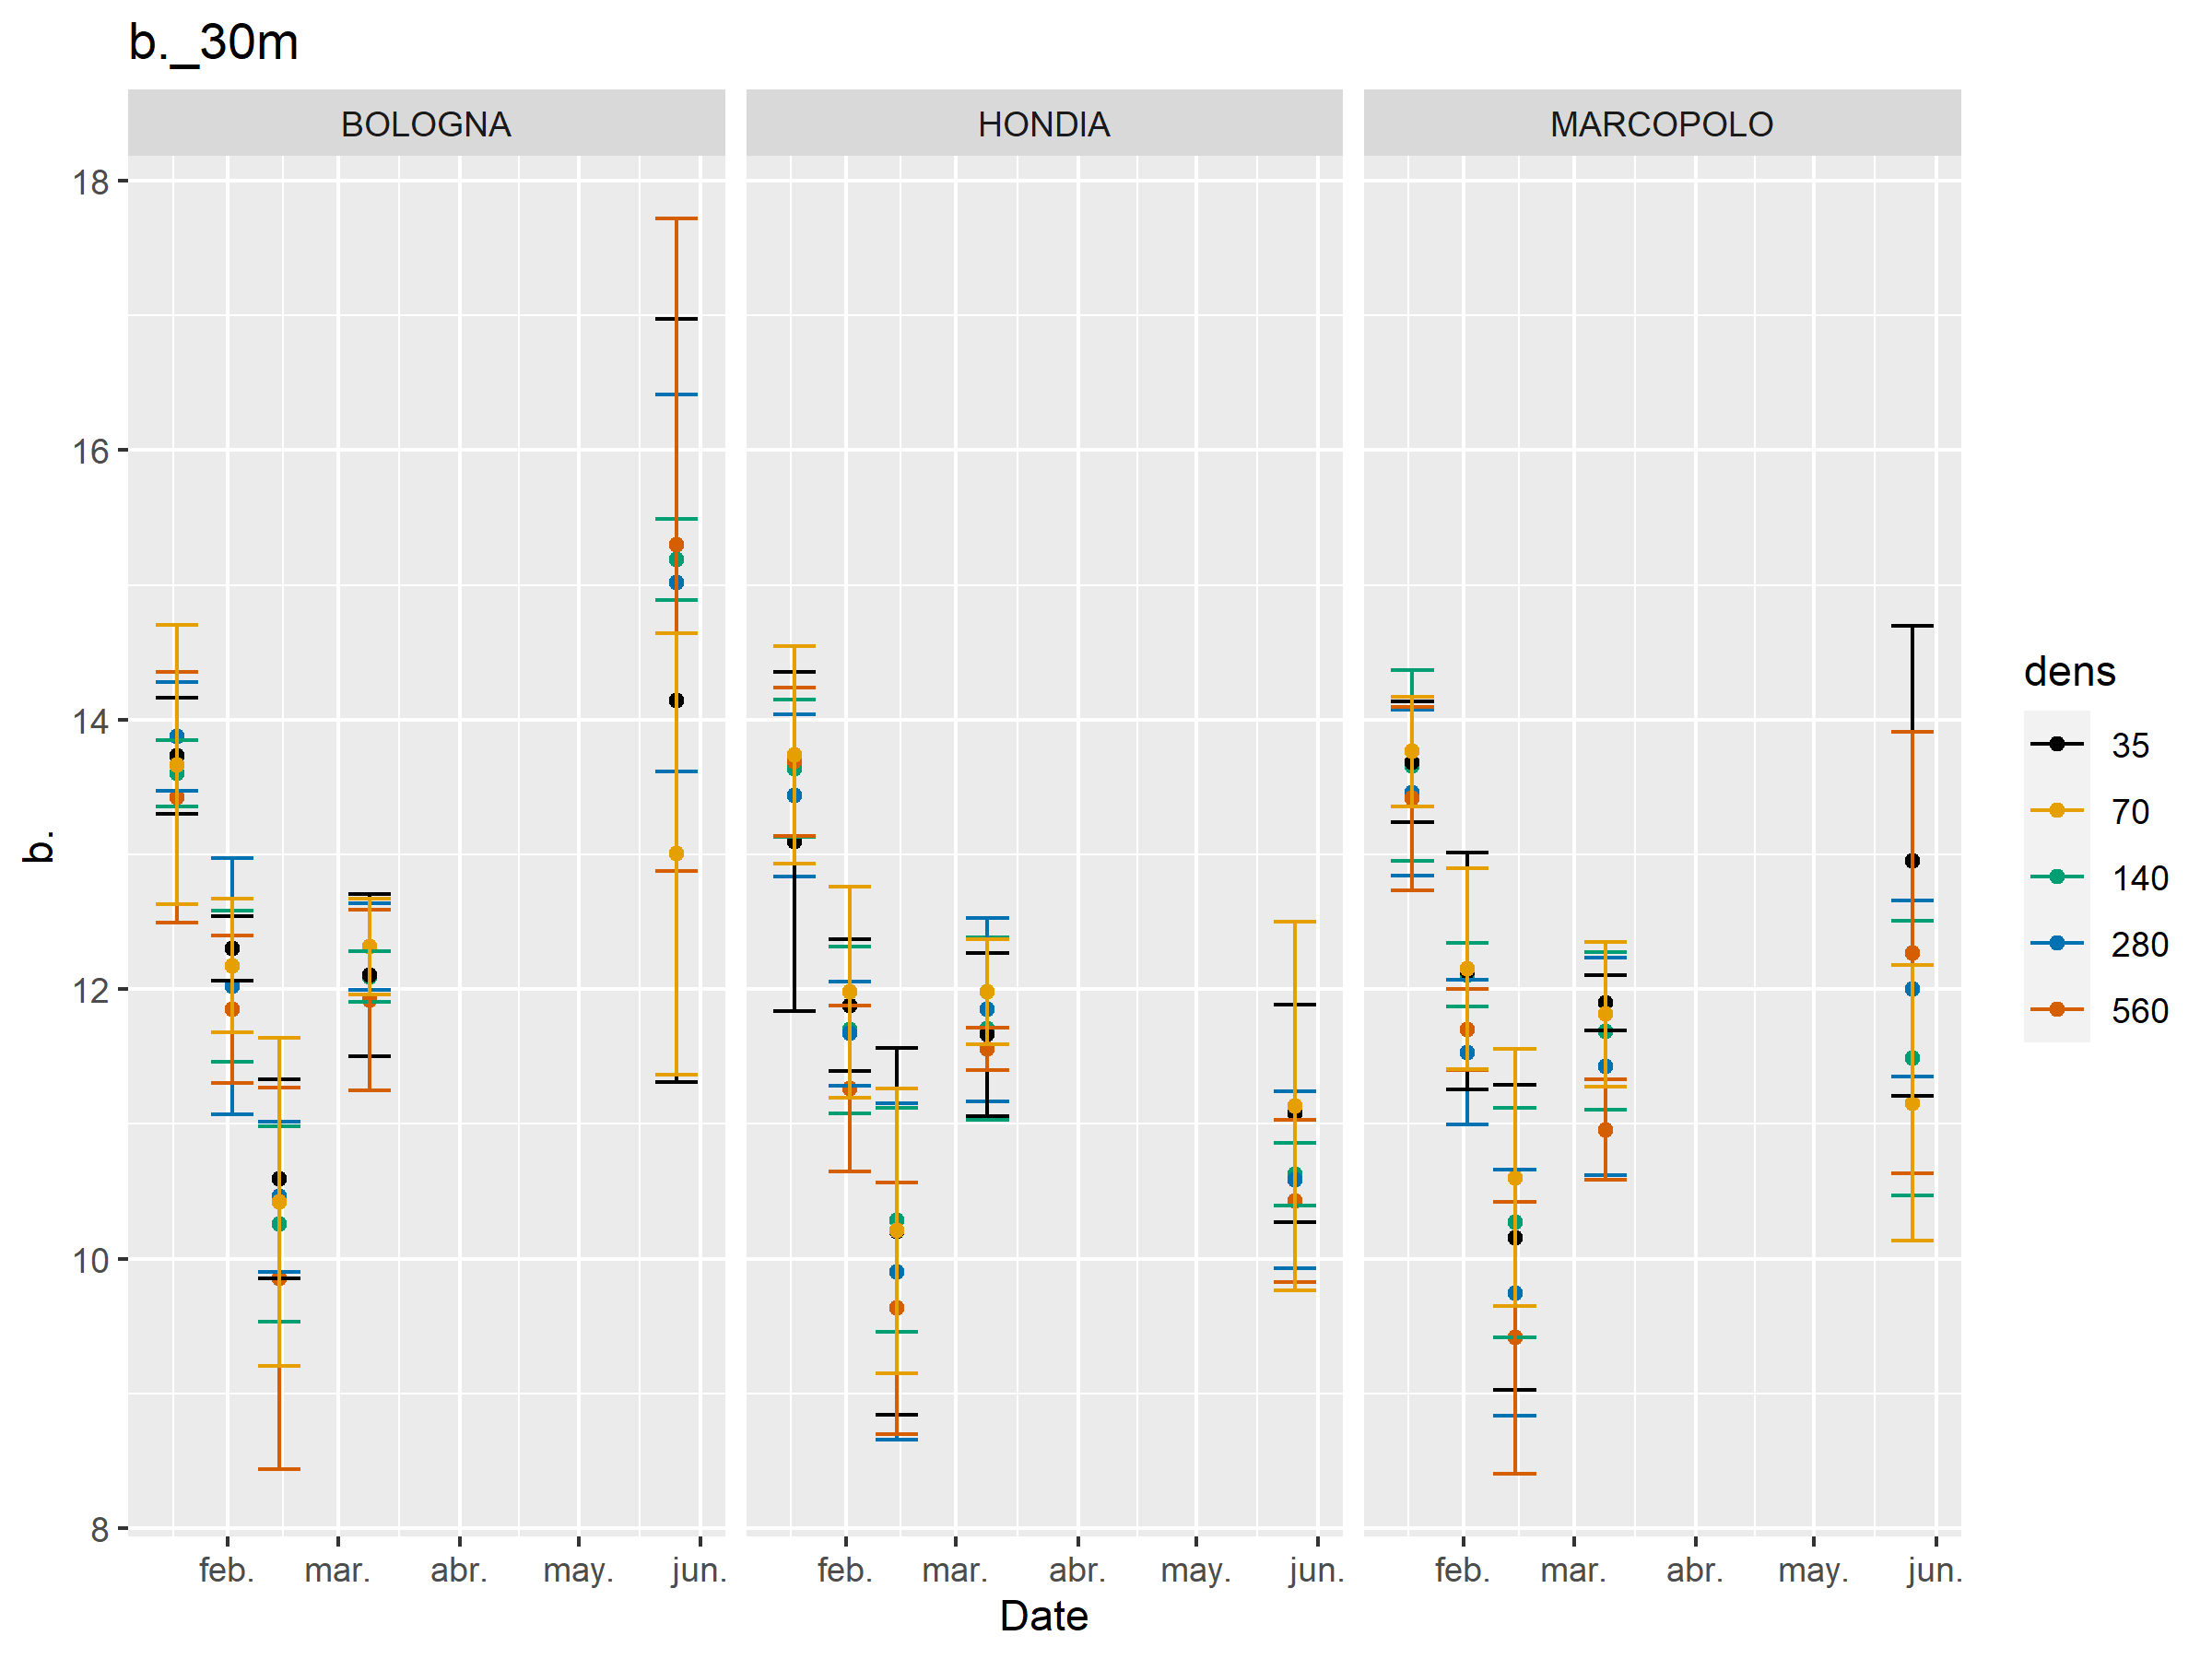 b._30m
BOLOGNA HONDIA MARCOPOLO
18
16
14
12
10
8
b.
feb. mar. abr. may. jun. feb. mar. abr. may. jun. feb. mar. abr. may. jun.
Date
dens
35
70
140
280
560